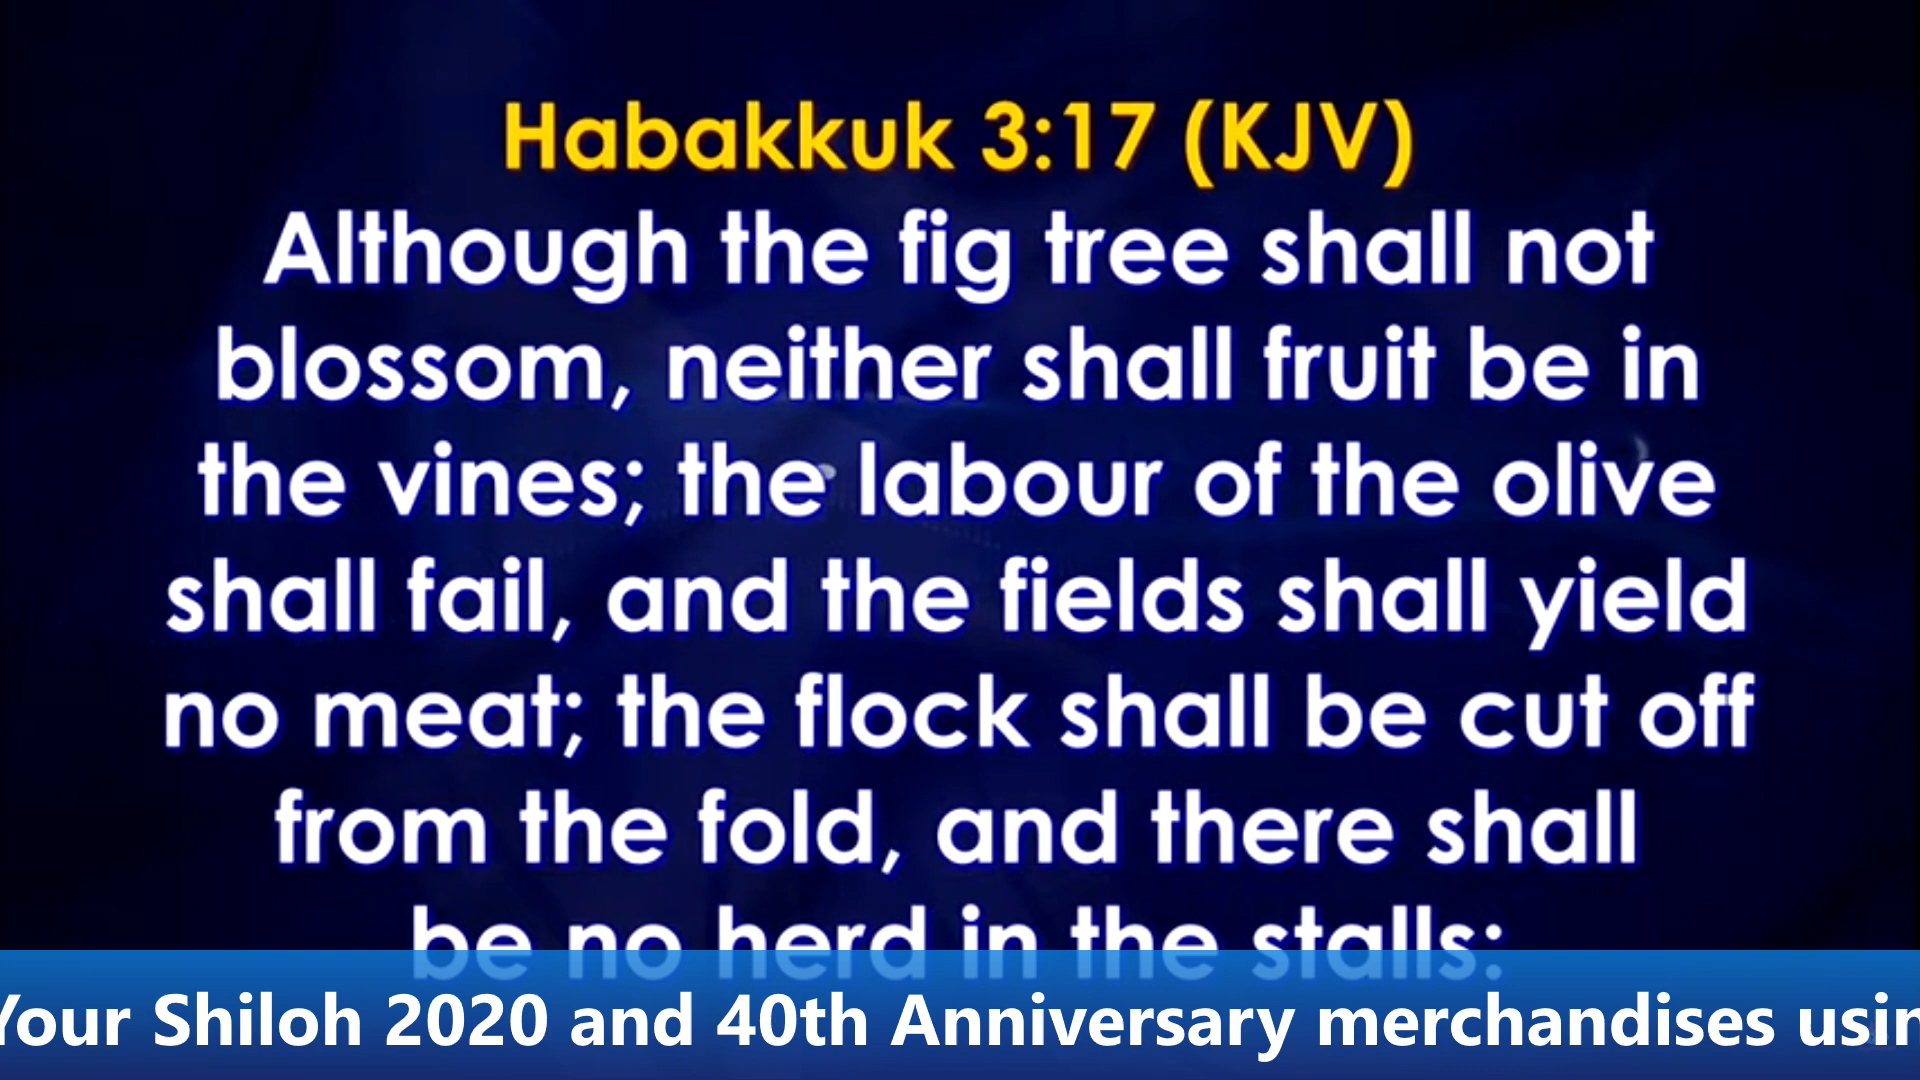 Habakkuk 3:17 (KJV)
Although the fig tree shall not
blossom, neither shall fruit be in
the vines; the labour of the olive
shall fail, and the fields shall yield
no meat; the flock shall be cut off
from the fold, and there shall
be no herd in the stalls:
Your Shiloh 2020 and 40th Anniversary merchandises usin